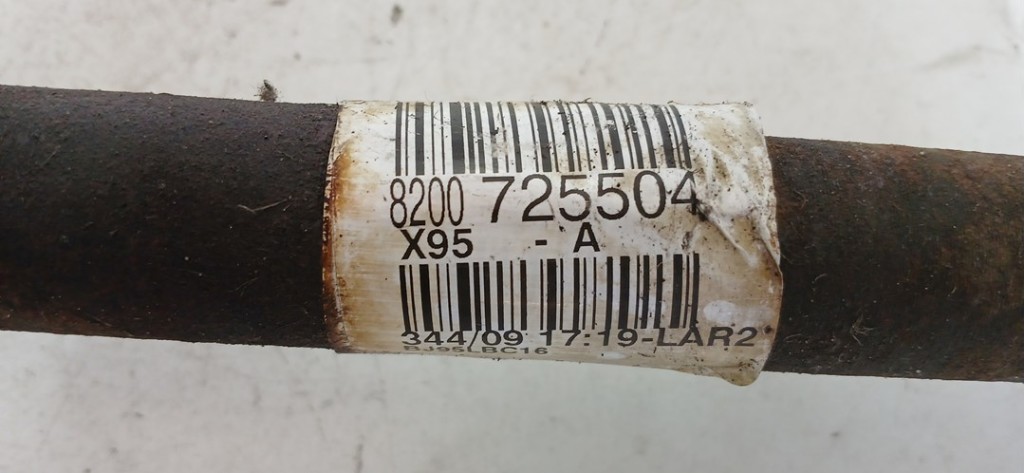 8200 725504
X95 - A
344/09 17:19-LAR2
BJ95LBC16